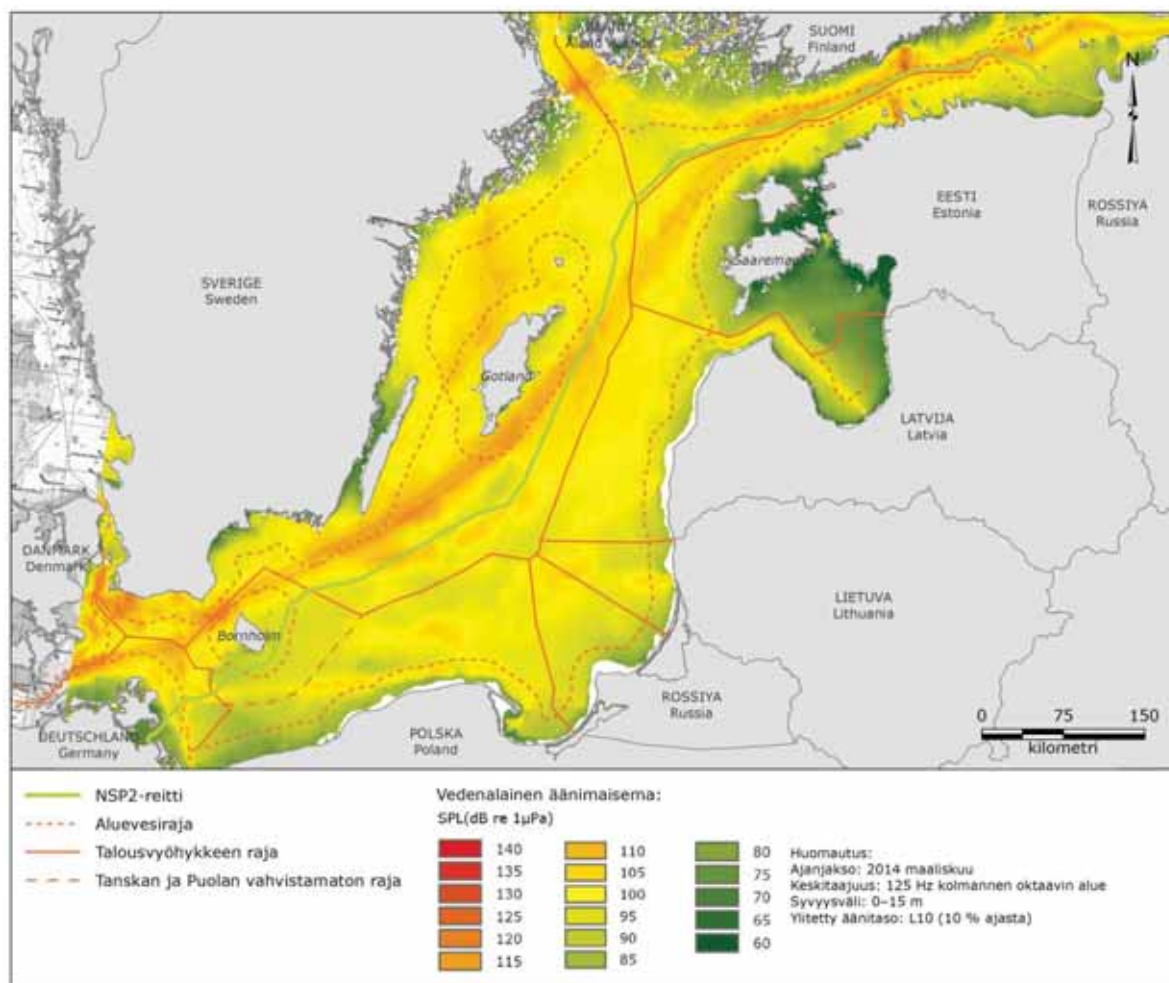 SUOMI
Finland
N
EESTI
Estonia
ROSSIYA
Russia
Saaremaa
SVERIGE
Sweden
Gotland
LATVIJA
Latvia
DANMARK
Denmark
LIETUVA
Lithuania
Bornholm
ROSSIYA
Russia
DEUTSCHLAND
Germany
POLSKA
Poland
0 75 150
kilometri
NSP2-reitti
Aluevesiraja
Talousvyöhykkeen raja
Tanskan ja Puolan vahvistamaton raja
Vedenalainen äänimaisema:
SPL(dB re 1µPa)
140
135
130
125
120
115
110
105
100
95
90
85
80
75
70
65
60
Huomautus:
Ajanjakso: 2014 maaliskuu
Keskitaajuus: 125 Hz kolmannen oktaavin alue
Syvyysväli: 0–15 m
Ylitetty äänitaso: L10 (10 % ajasta)